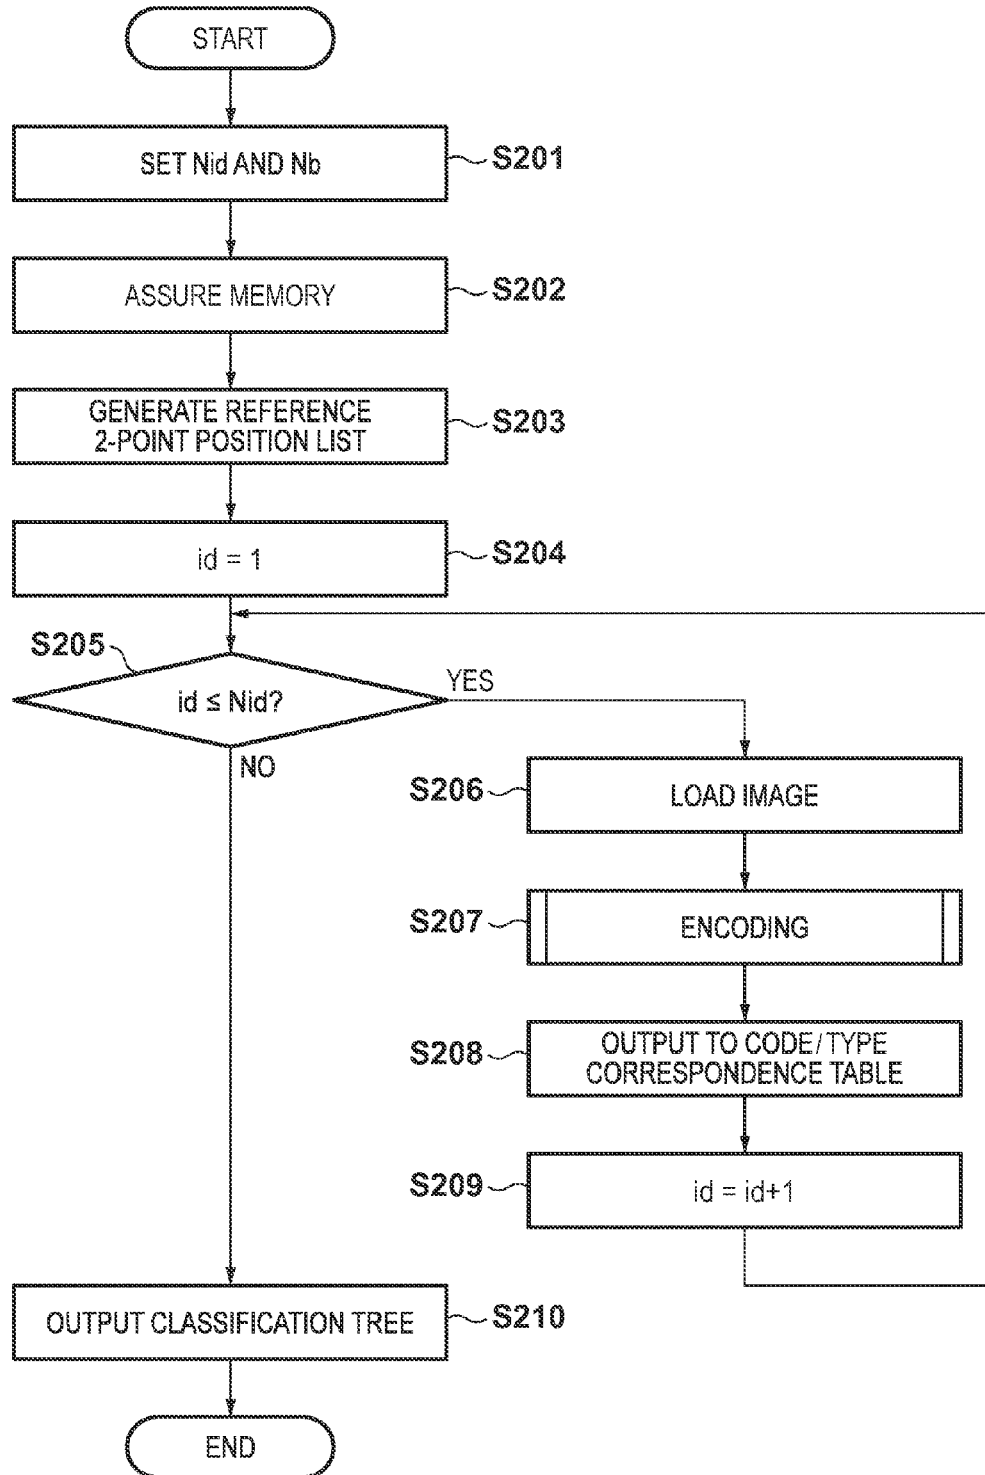 START
SET Nid AND Nb
S201
ASSURE MEMORY
S202
GENERATE REFERENCE
2-POINT POSITION LIST
S203
id = 1
S204
S205
id ≤ Nid?
YES
NO
S206
LOAD IMAGE
S207
ENCODING
S208
OUTPUT TO CODE/TYPE
CORRESPONDENCE TABLE
S209
id = id+1
OUTPUT CLASSIFICATION TREE
S210
END